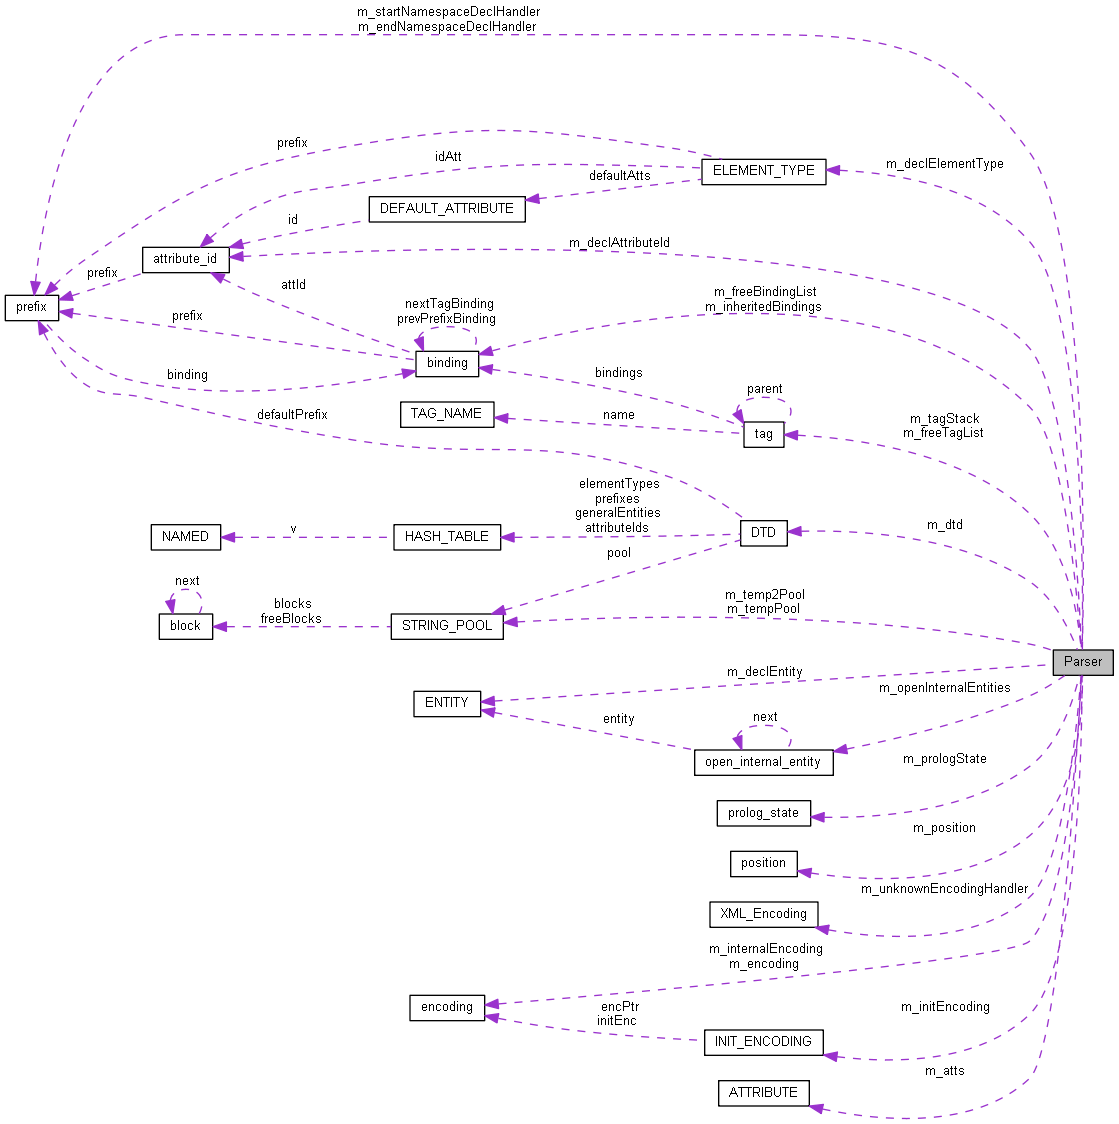 m_startNamespaceDeclHandler
m_endNamespaceDeclHandler
prefix
idAtt
m_declElementType
ELEMENT_TYPE
defaultAtts
DEFAULT_ATTRIBUTE
id
m_declAttributeId
attribute_id
prefix
attId
m_freeBindingList
m_inheritedBindings
nextTagBinding
prevPrefixBinding
prefix
prefix
binding
binding
bindings
parent
TAG_NAME
name
defaultPrefix
m_tagStack
m_freeTagList
tag
elementTypes
prefixes
generalEntities
attributeIds
m_dtd
DTD
NAMED
v
HASH_TABLE
pool
next
blocks
freeBlocks
block
STRING_POOL
m_temp2Pool
m_tempPool
Parser
m_declEntity
m_openInternalEntities
ENTITY
entity
next
open_internal_entity
m_prologState
prolog_state
m_position
position
m_unknownEncodingHandler
XML_Encoding
m_internalEncoding
m_encoding
encoding
encPtr
initEnc
m_initEncoding
INIT_ENCODING
m_atts
ATTRIBUTE